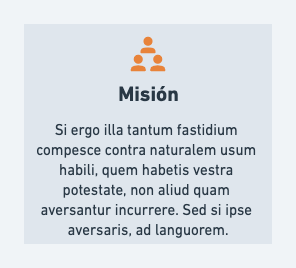 Misión
Si ergo illa tantum fastidium
compesce contra naturalem usum
habili, quem habetis vestra
potestate, non aliud quam
aversantur incurrere. Sed si ipse
aversaris, ad languorem.